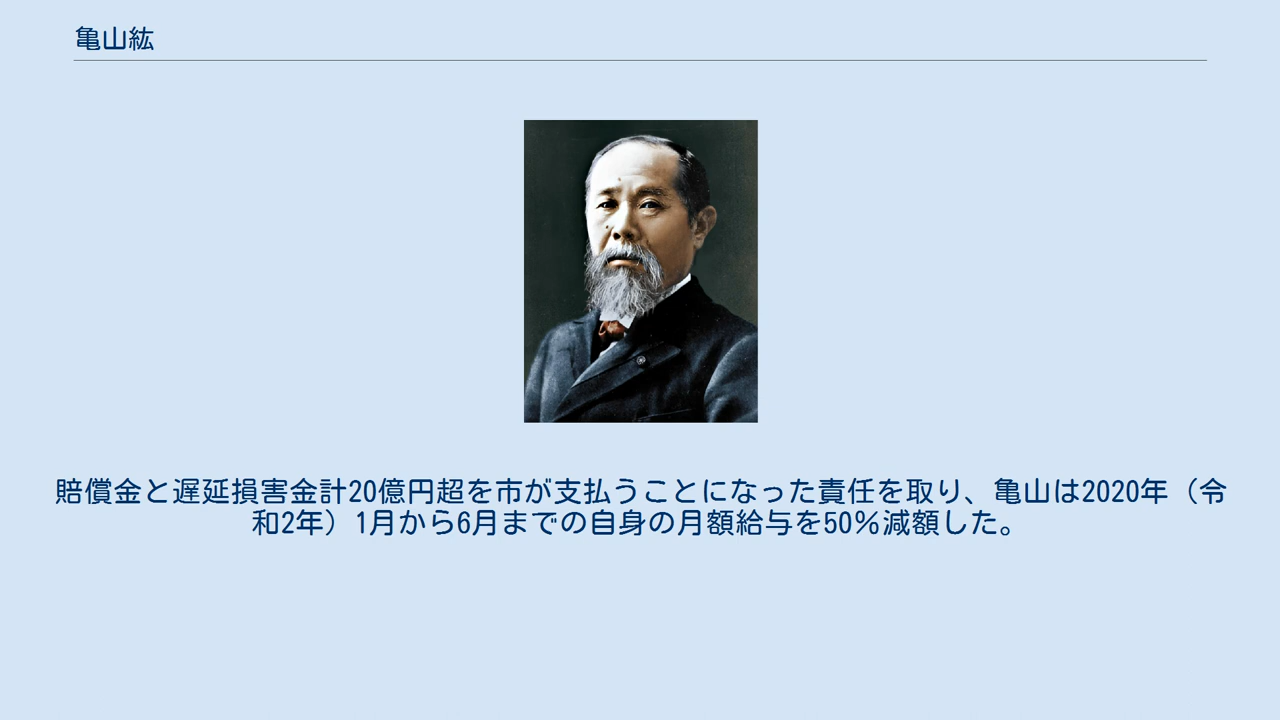 亀山紘
賠償金と遅延損害金計20億円超を市が支払うことになった責任を取り、亀山は2020年（令
和2年）1月から6月までの自身の月額給与を50％減額した。